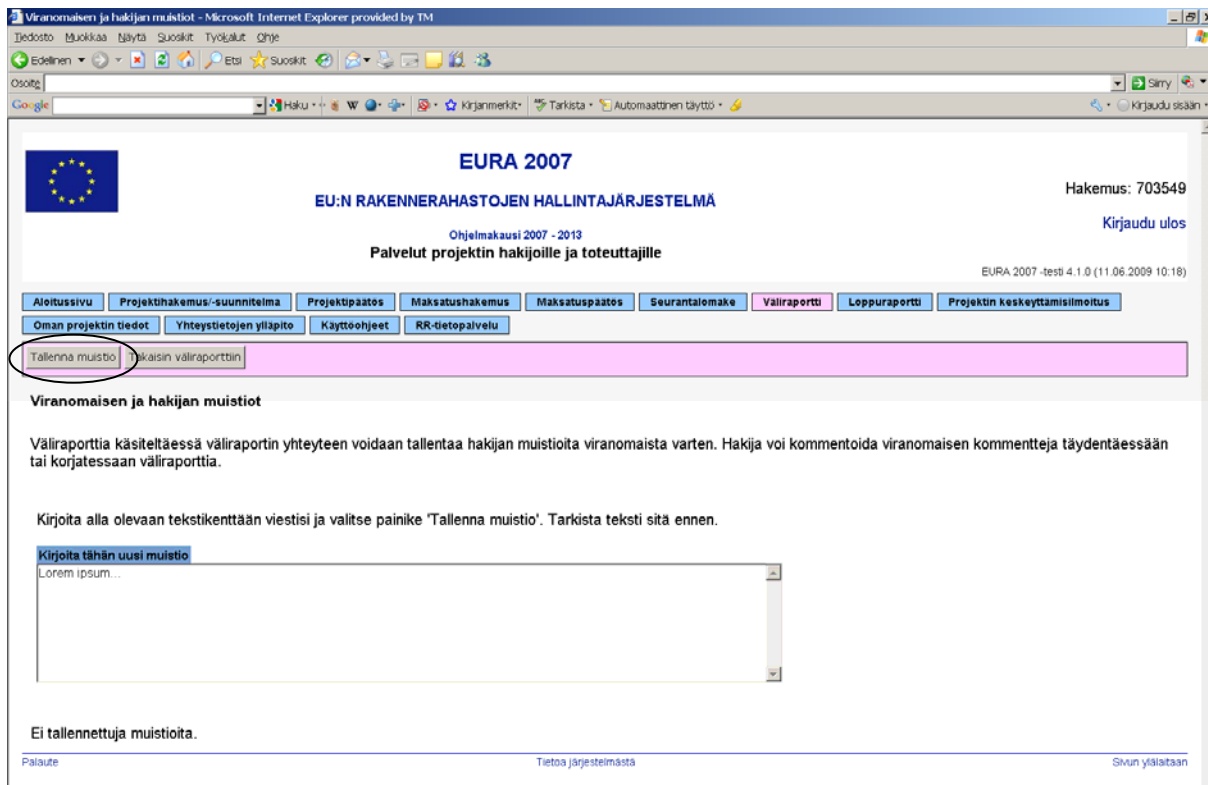 Viranomaisen ja hakijan muistiot - Microsoft Internet Explorer provided by TM
Tiedosto Muokkaa Näytä Suosikit Työkalut Ohje
Edellinen Etsi Suosikit
Osoite Siirry
Google Haku Kirjanmerkit Tarkista Automaattinen täyttö Kirjaudu sisään
EURA 2007
EU:N RAKENNERAHASTOJEN HALLINTAJÄRJESTELMÄ
Ohjelmakausi 2007 - 2013
Palvelut projektin hakijoille ja toteuttajille
Hakemus: 703549
Kirjaudu ulos
EURA 2007 -testi 4.1.0 (11.06.2009 10:18)
Aloitussivu Projektihakemus/-suunnitelma Projektipäätös Maksatushakemus Maksatuspäätös Seurantalomake Väliraportti Loppuraportti Projektin keskeyttämisilmoitus
Oman projektin tiedot Yhteystietojen ylläpito Käyttöohjeet RR-tietopalvelu
Tallenna muistio Takaisin väliraporttiin
Viranomaisen ja hakijan muistiot
Väliraporttia käsiteltäessä väliraportin yhteyteen voidaan tallentaa hakijan muistioita viranomaista varten. Hakija voi kommentoida viranomaisen kommentteja täydentäessään
tai korjatessaan väliraporttia.
Kirjoita alla olevaan tekstikenttään viestisi ja valitse painike 'Tallenna muistio'. Tarkista teksti sitä ennen.
Kirjoita tähän uusi muistio
Lorem ipsum...
Ei tallennettuja muistioita.
Palaute Tietoa järjestelmästä Sivun ylälaitaan